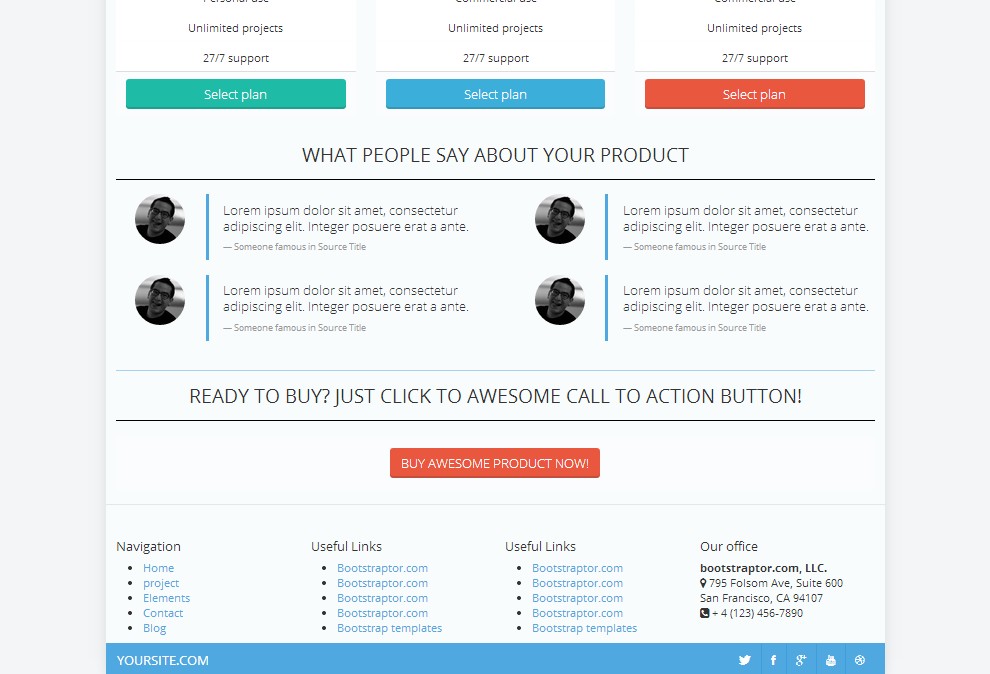 Personal use
Commercial use
Commercial use
Unlimited projects
Unlimited projects
Unlimited projects
27/7 support
27/7 support
27/7 support
Select plan
Select plan
Select plan
WHAT PEOPLE SAY ABOUT YOUR PRODUCT
Lorem ipsum dolor sit amet, consectetur
adipiscing elit. Integer posuere erat a ante.
— Someone famous in Source Title
Lorem ipsum dolor sit amet, consectetur
adipiscing elit. Integer posuere erat a ante.
— Someone famous in Source Title
Lorem ipsum dolor sit amet, consectetur
adipiscing elit. Integer posuere erat a ante.
— Someone famous in Source Title
Lorem ipsum dolor sit amet, consectetur
adipiscing elit. Integer posuere erat a ante.
— Someone famous in Source Title
READY TO BUY? JUST CLICK TO AWESOME CALL TO ACTION BUTTON!
BUY AWESOME PRODUCT NOW!
Navigation
Home
project
Elements
Contact
Blog
Useful Links
Bootstraptor.com
Bootstraptor.com
Bootstraptor.com
Bootstraptor.com
Bootstrap templates
Useful Links
Bootstraptor.com
Bootstraptor.com
Bootstraptor.com
Bootstraptor.com
Bootstrap templates
Our office
bootstraptor.com, LLC.
795 Folsom Ave, Suite 600
San Francisco, CA 94107
+ 4 (123) 456-7890
YOURSITE.COM